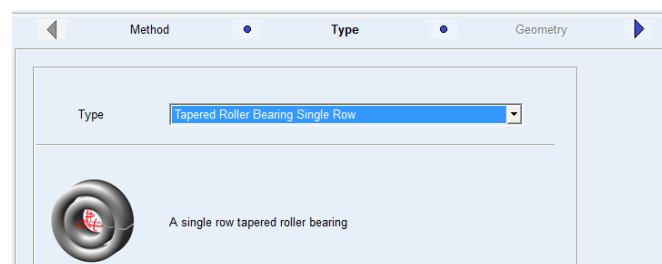 Method Type Geometry
Type Tapered Roller Bearing Single Row
A single row tapered roller bearing